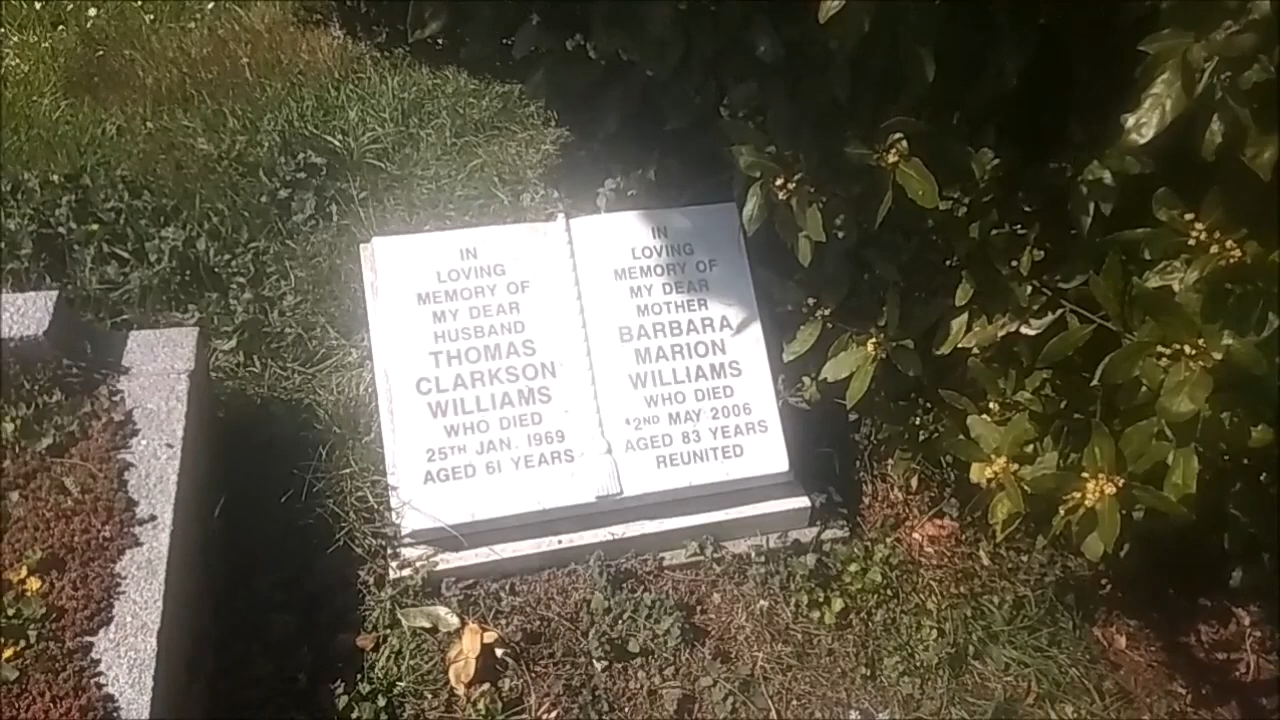 IN
LOVING
MEMORY OF
MY DEAR
HUSBAND
THOMAS
CLARKSON
WILLIAMS
WHO DIED
25TH JAN. 1969
AGED 61 YEARS
IN
LOVING
MEMORY OF
MY DEAR
MOTHER
BARBARA
MARION
WILLIAMS
WHO DIED
MAY 2006
AGED 83 YEARS
REUNITED